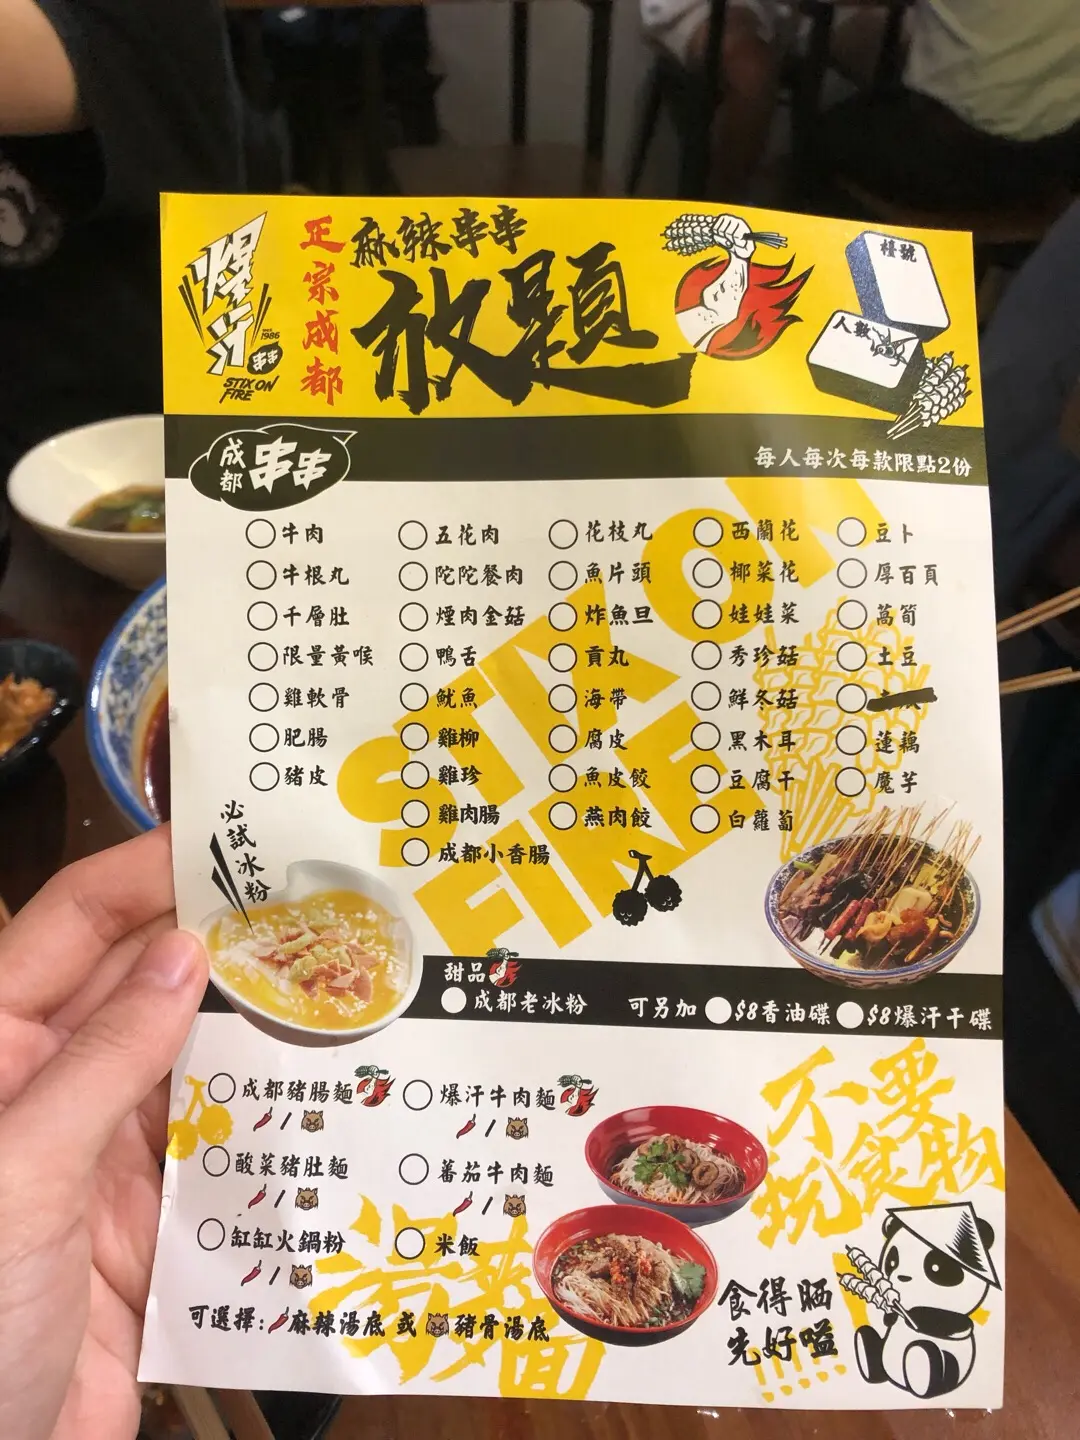 爆汗
SINCE 1986
串串
STIX ON FIRE
正宗成都
麻辣串串
放題
檯號
人數
成都串串
每人每次每款限點2份
牛肉
牛根丸
千層肚
限量黃喉
雞軟骨
肥腸
豬皮
五花肉
陀陀餐肉
煙肉金菇
鴨舌
魷魚
雞柳
雞珍
雞肉腸
成都小香腸
花枝丸
魚片頭
炸魚旦
貢丸
海帶
腐皮
魚皮餃
燕肉餃
西蘭花
椰菜花
娃娃菜
秀珍菇
鮮冬菇
黑木耳
豆腐干
白蘿蔔
豆卜
厚百頁
萵筍
土豆
蓮藕
魔芋
STIX ON
FIRE
必試冰粉
甜品
成都老冰粉
可另加 $8香油碟 $8爆汗干碟
成都豬腸麵
/
爆汗牛肉麵
/
酸菜豬肚麵
/
蕃茄牛肉麵
/
缸缸火鍋粉
/
米飯
可選擇:麻辣湯底 或 豬骨湯底
湯麵
不要
玩食物
食得晒
先好嗌
!!!!!